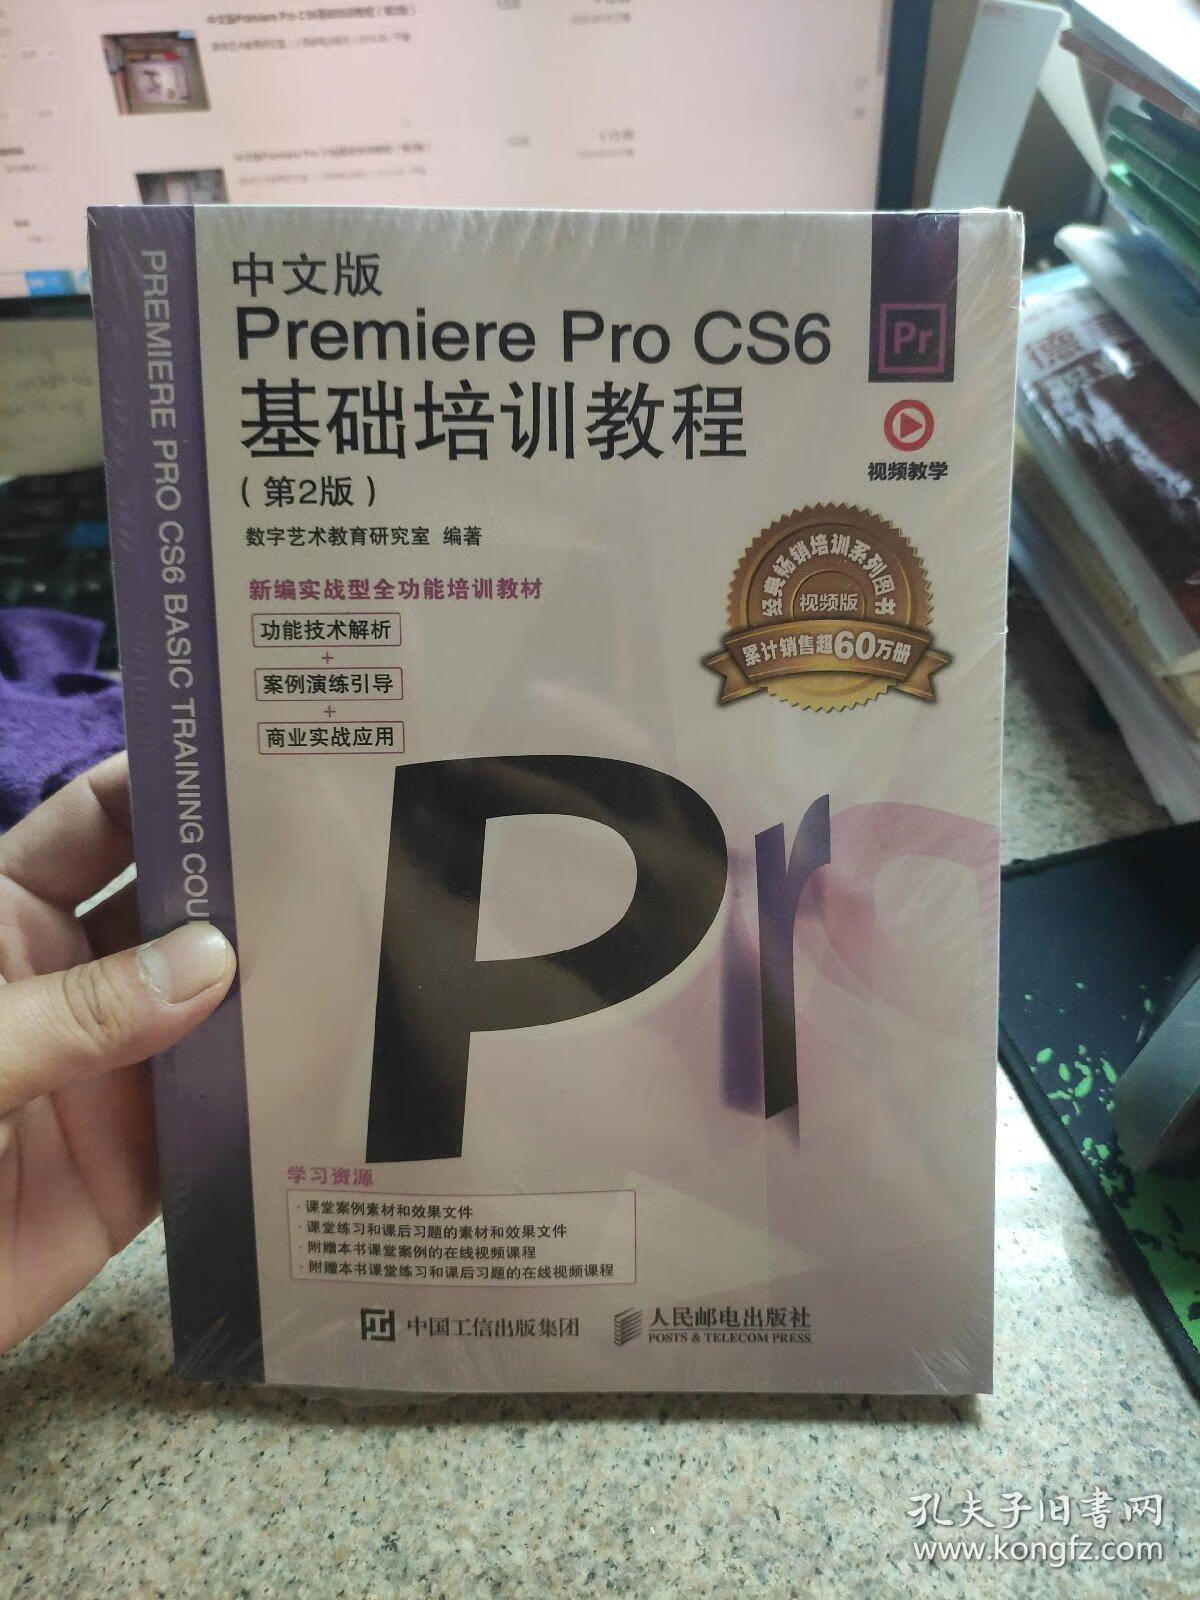 中文版
Premiere Pro CS6
基础培训教程
（第2版）
数字艺术教育研究室 编著
Pr
视频教学
新编实战型全功能培训教材
功能技术解析
+
案例演练引导
+
商业实战应用
经典畅销培训系列图书
视频版
累计销售超60万册
PREMIERE PRO CS6 BASIC TRAINING COU
Pr
学习资源
· 课堂案例素材和效果文件
· 课堂练习和课后习题的素材和效果文件
· 附赠本书课堂案例的在线视频课程
· 附赠本书课堂练习和课后习题的在线视频课程
中国工信出版集团
人民邮电出版社
POSTS & TELECOM PRESS
孔夫子旧书网
www.kongfz.com